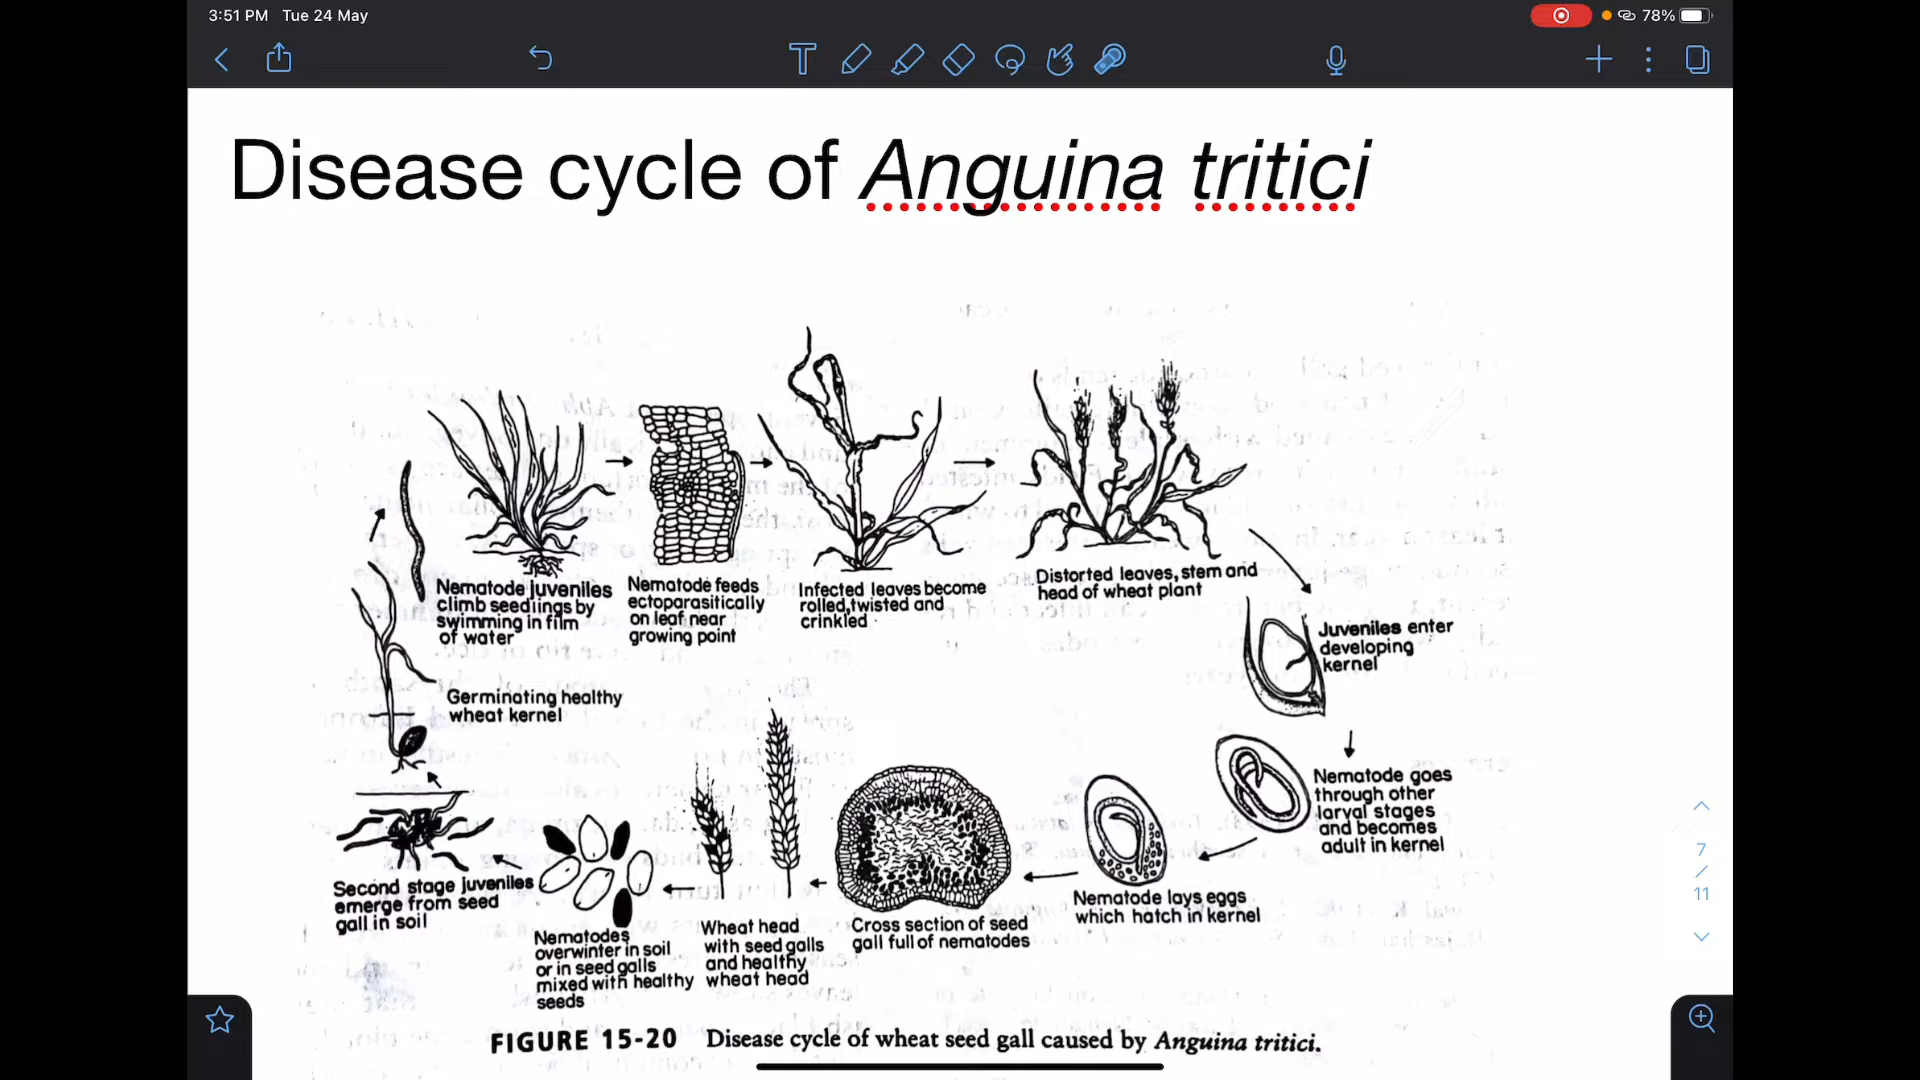 3:51 PM Tue 24 May
78%
Disease cycle of Anguina tritici
Nematode juveniles
climb seedlings by
swimming in film
of water
Nematode feeds
ectoparasitically
on leaf near
growing point
Infected leaves become
rolled, twisted and
crinkled
Distorted leaves, stem and
head of wheat plant
Juveniles enter
developing
kernel
Germinating healthy
wheat kernel
Nematode goes
through other
larval stages
and becomes
adult in kernel
7
11
Second stage juveniles
emerge from seed
gall in soil
Nematodes
overwinter in soil
or in seed galls
mixed with healthy
seeds
Wheat head
with seed galls
and healthy
wheat head
Cross section of seed
gall full of nematodes
Nematode lays eggs
which hatch in kernel
FIGURE 15-20 Disease cycle of wheat seed gall caused by Anguina tritici.